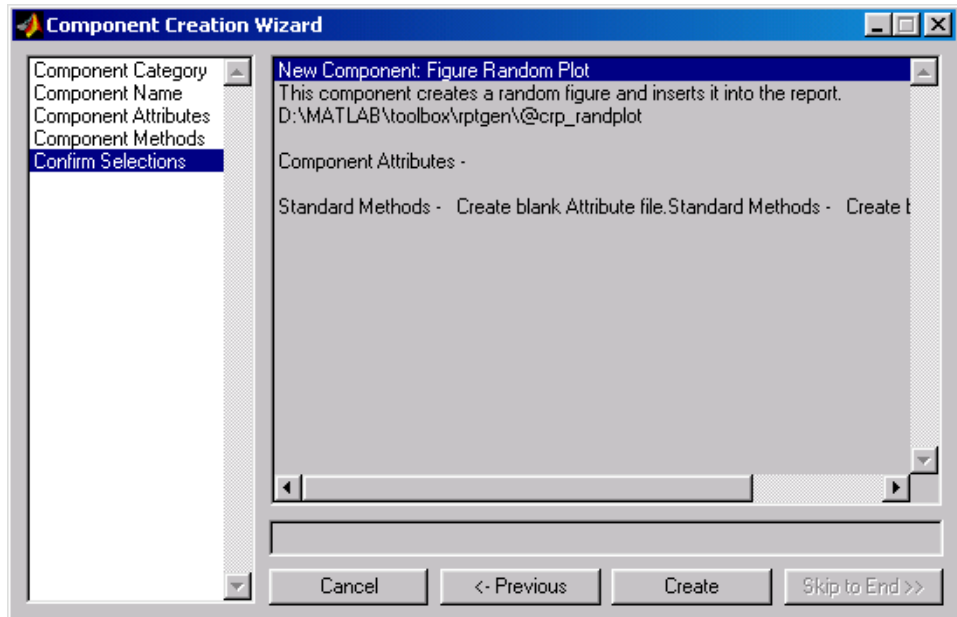 Component Creation Wizard
Component Category
Component Name
Component Attributes
Component Methods
Confirm Selections
New Component: Figure Random Plot
This component creates a random figure and inserts it into the report.
D:\MATLAB\toolbox\rptgen\@crp_randplot
Component Attributes -
Standard Methods - Create blank Attribute file.Standard Methods - Create
Cancel
<- Previous
Create
Skip to End >>